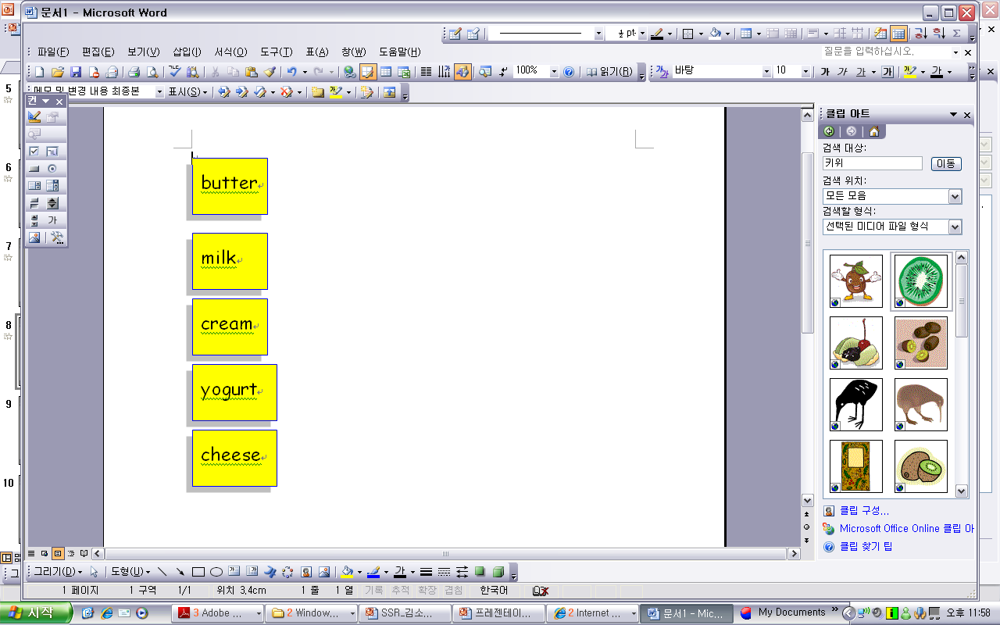 문서1 - Microsoft Word
½ pt
파일(F) 편집(E) 보기(V) 삽입(I) 서식(O) 도구(T) 표(A) 창(W) 도움말(H)
질문을 입력하십시오.
100% 읽기(R) 바탕 10 가 가 가 가 가 가
메모 및 변경 내용 최종본 표시(S)
컨
가
5
6
7
8
9
10
butter
milk
cream
yogurt
cheese
클립 아트
검색 대상:
키위 이동
검색 위치:
모든 모음
검색할 형식:
선택된 미디어 파일 형식
클립 구성...
Microsoft Office Online 클립 아
클립 찾기 팁
그리기(D) 도형(U) 가
1 페이지 1 구역 1/1 위치 3.4cm 1 줄 1 열 기록 추적 확장 겹침 한국어
시작 3 Adobe ... 2 Window... SSR_김소... 프레젠테이... 2 Internet ... 문서1 - Mic... My Documents 오후 11:58